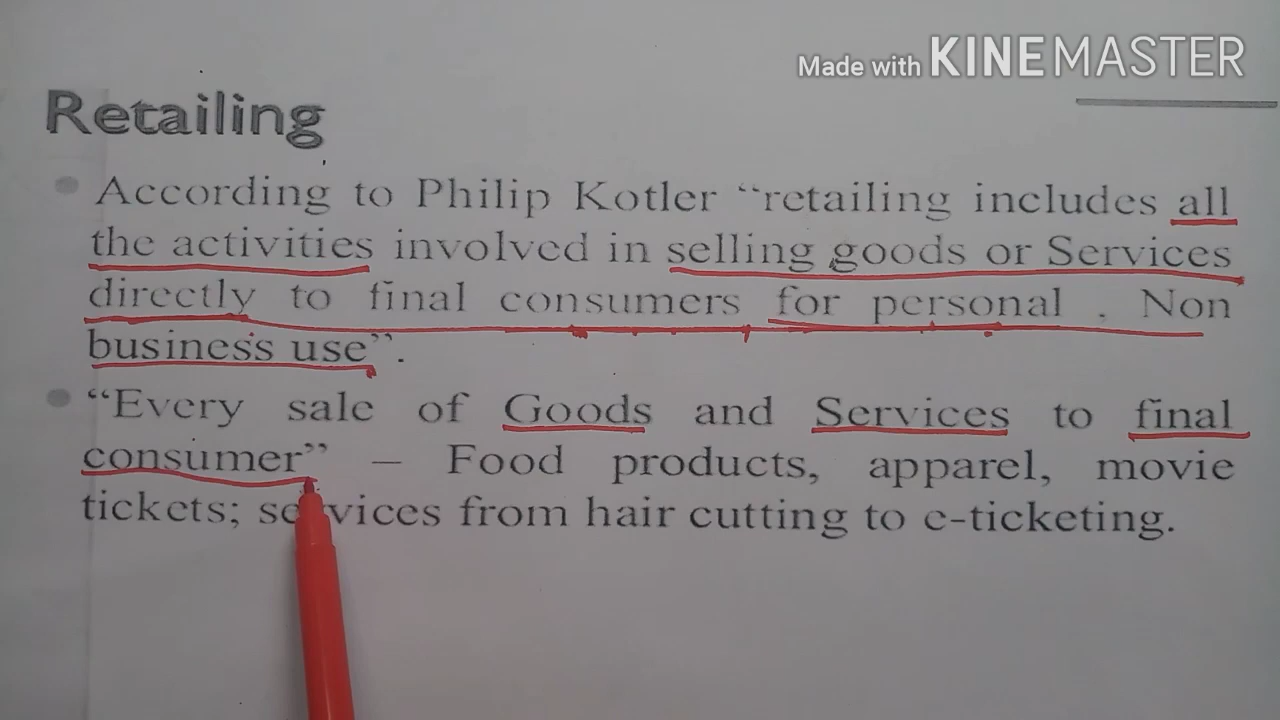 Made with KINEMASTER
Retailing
According to Philip Kotler “retailing includes all
the activities involved in selling goods or Services
directly to final consumers for personal , Non
business use”.
“Every sale of Goods and Services to final
consumer” – Food products, apparel, movie
tickets; services from hair cutting to e-ticketing.